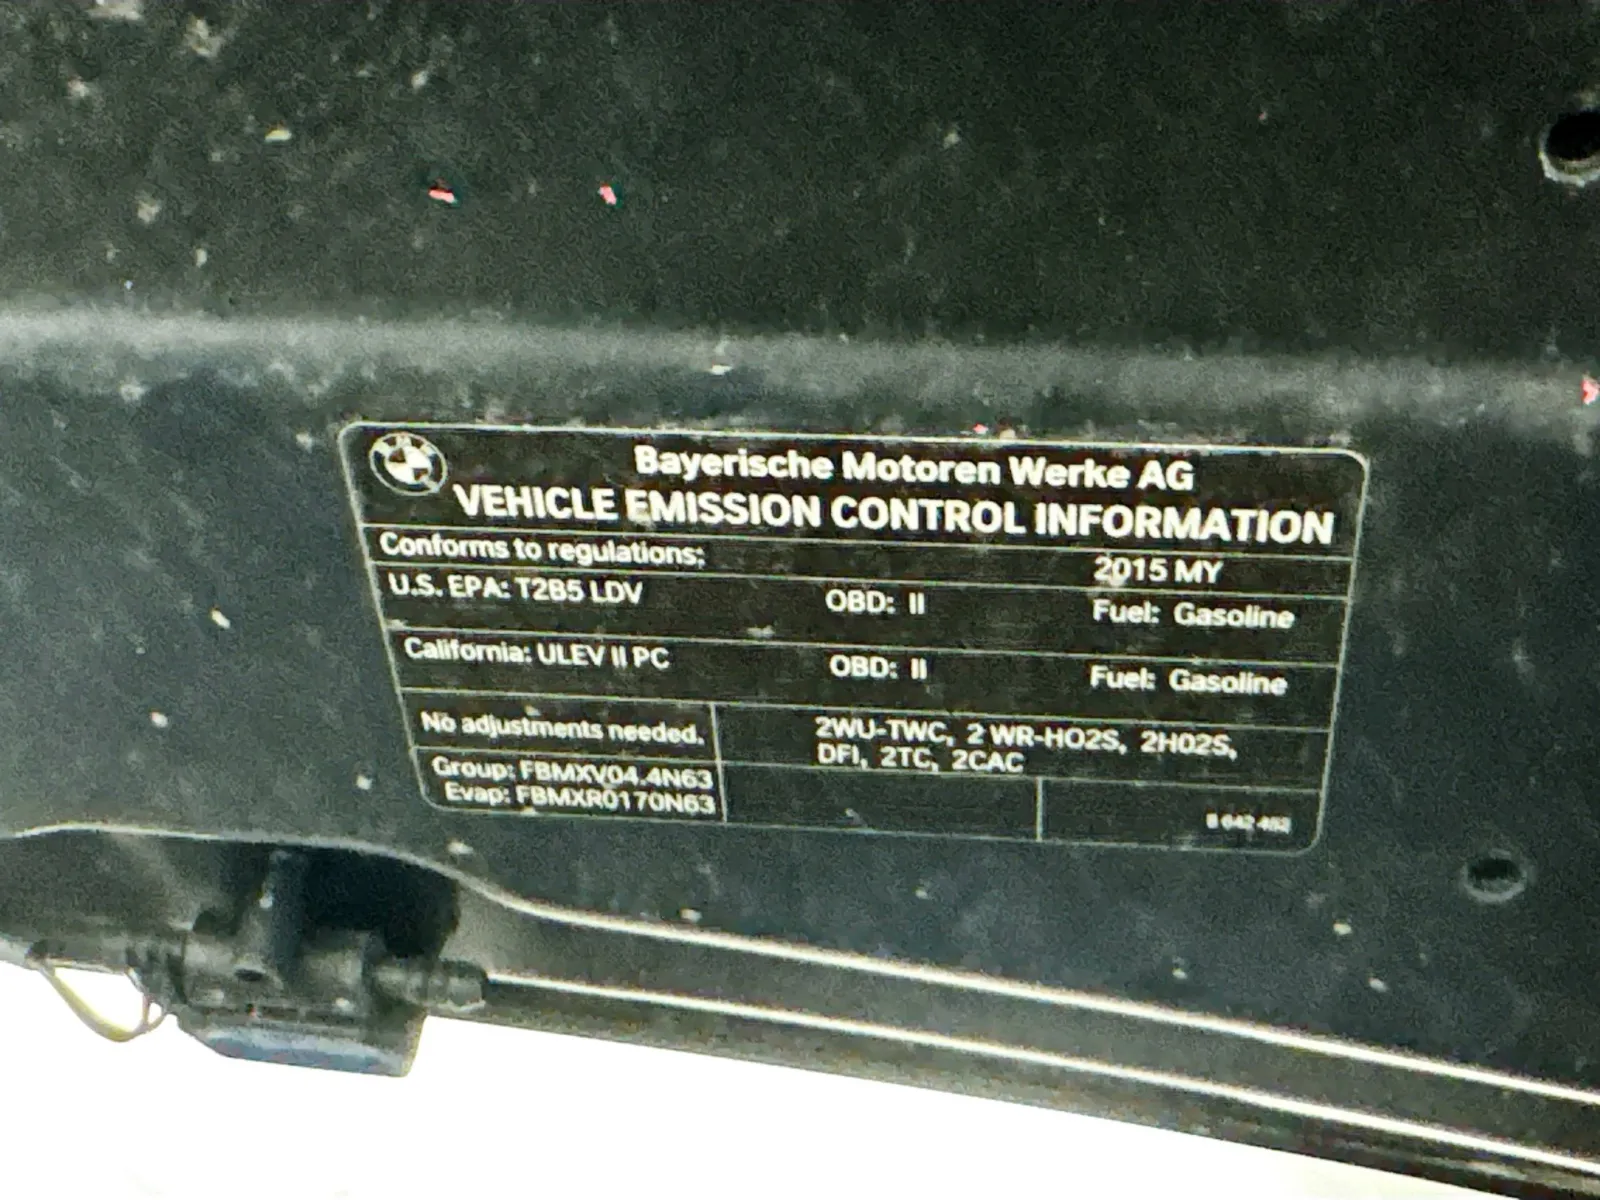 Bayerische Motoren Werke AG
VEHICLE EMISSION CONTROL INFORMATION
Conforms to regulations: 2015 MY
U.S. EPA: T2B5 LDV OBD: II Fuel: Gasoline
California: ULEV II PC OBD: II Fuel: Gasoline
No adjustments needed.
2WU-TWC, 2 WR-HO2S, 2HO2S,
DFI, 2TC, 2CAC
Group: FBMXV04.4N63
Evap: FBMXR0170N63